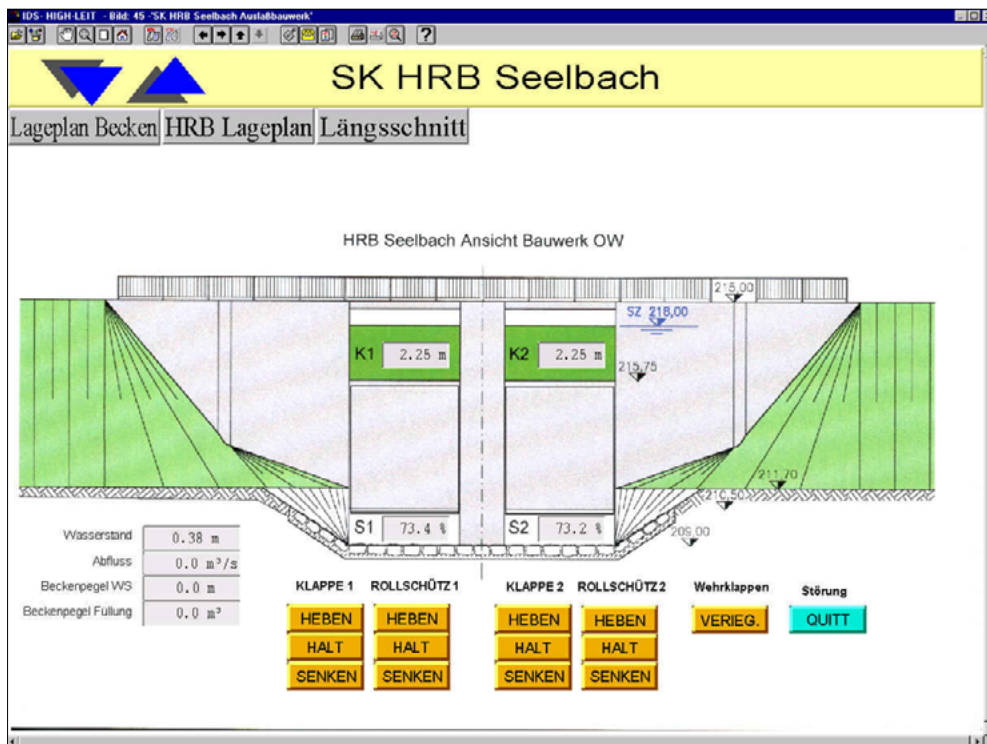 IDS- HIGH-LEIT - Bild: 45 -'SK HRB Seelbach Auslaßbauwerk'
SK HRB Seelbach
Lageplan Becken HRB Lageplan Längsschnitt
HRB Seelbach Ansicht Bauwerk OW
215,00
SZ 218,00
K1 2.25 m K2 2.25 m
215,75
211,70
210,50
S1 73.4 % S2 73.2 %
209,00
Wasserstand 0.38 m
Abfluss 0.0 m³/s
Beckenpegel WS 0.0 m
Beckenpegel Füllung 0.0 m³
KLAPPE 1 ROLLSCHÜTZ 1 KLAPPE 2 ROLLSCHÜTZ 2 Wehrklappen Störung
HEBEN HEBEN HEBEN HEBEN VERIEG. QUITT
HALT HALT HALT HALT
SENKEN SENKEN SENKEN SENKEN